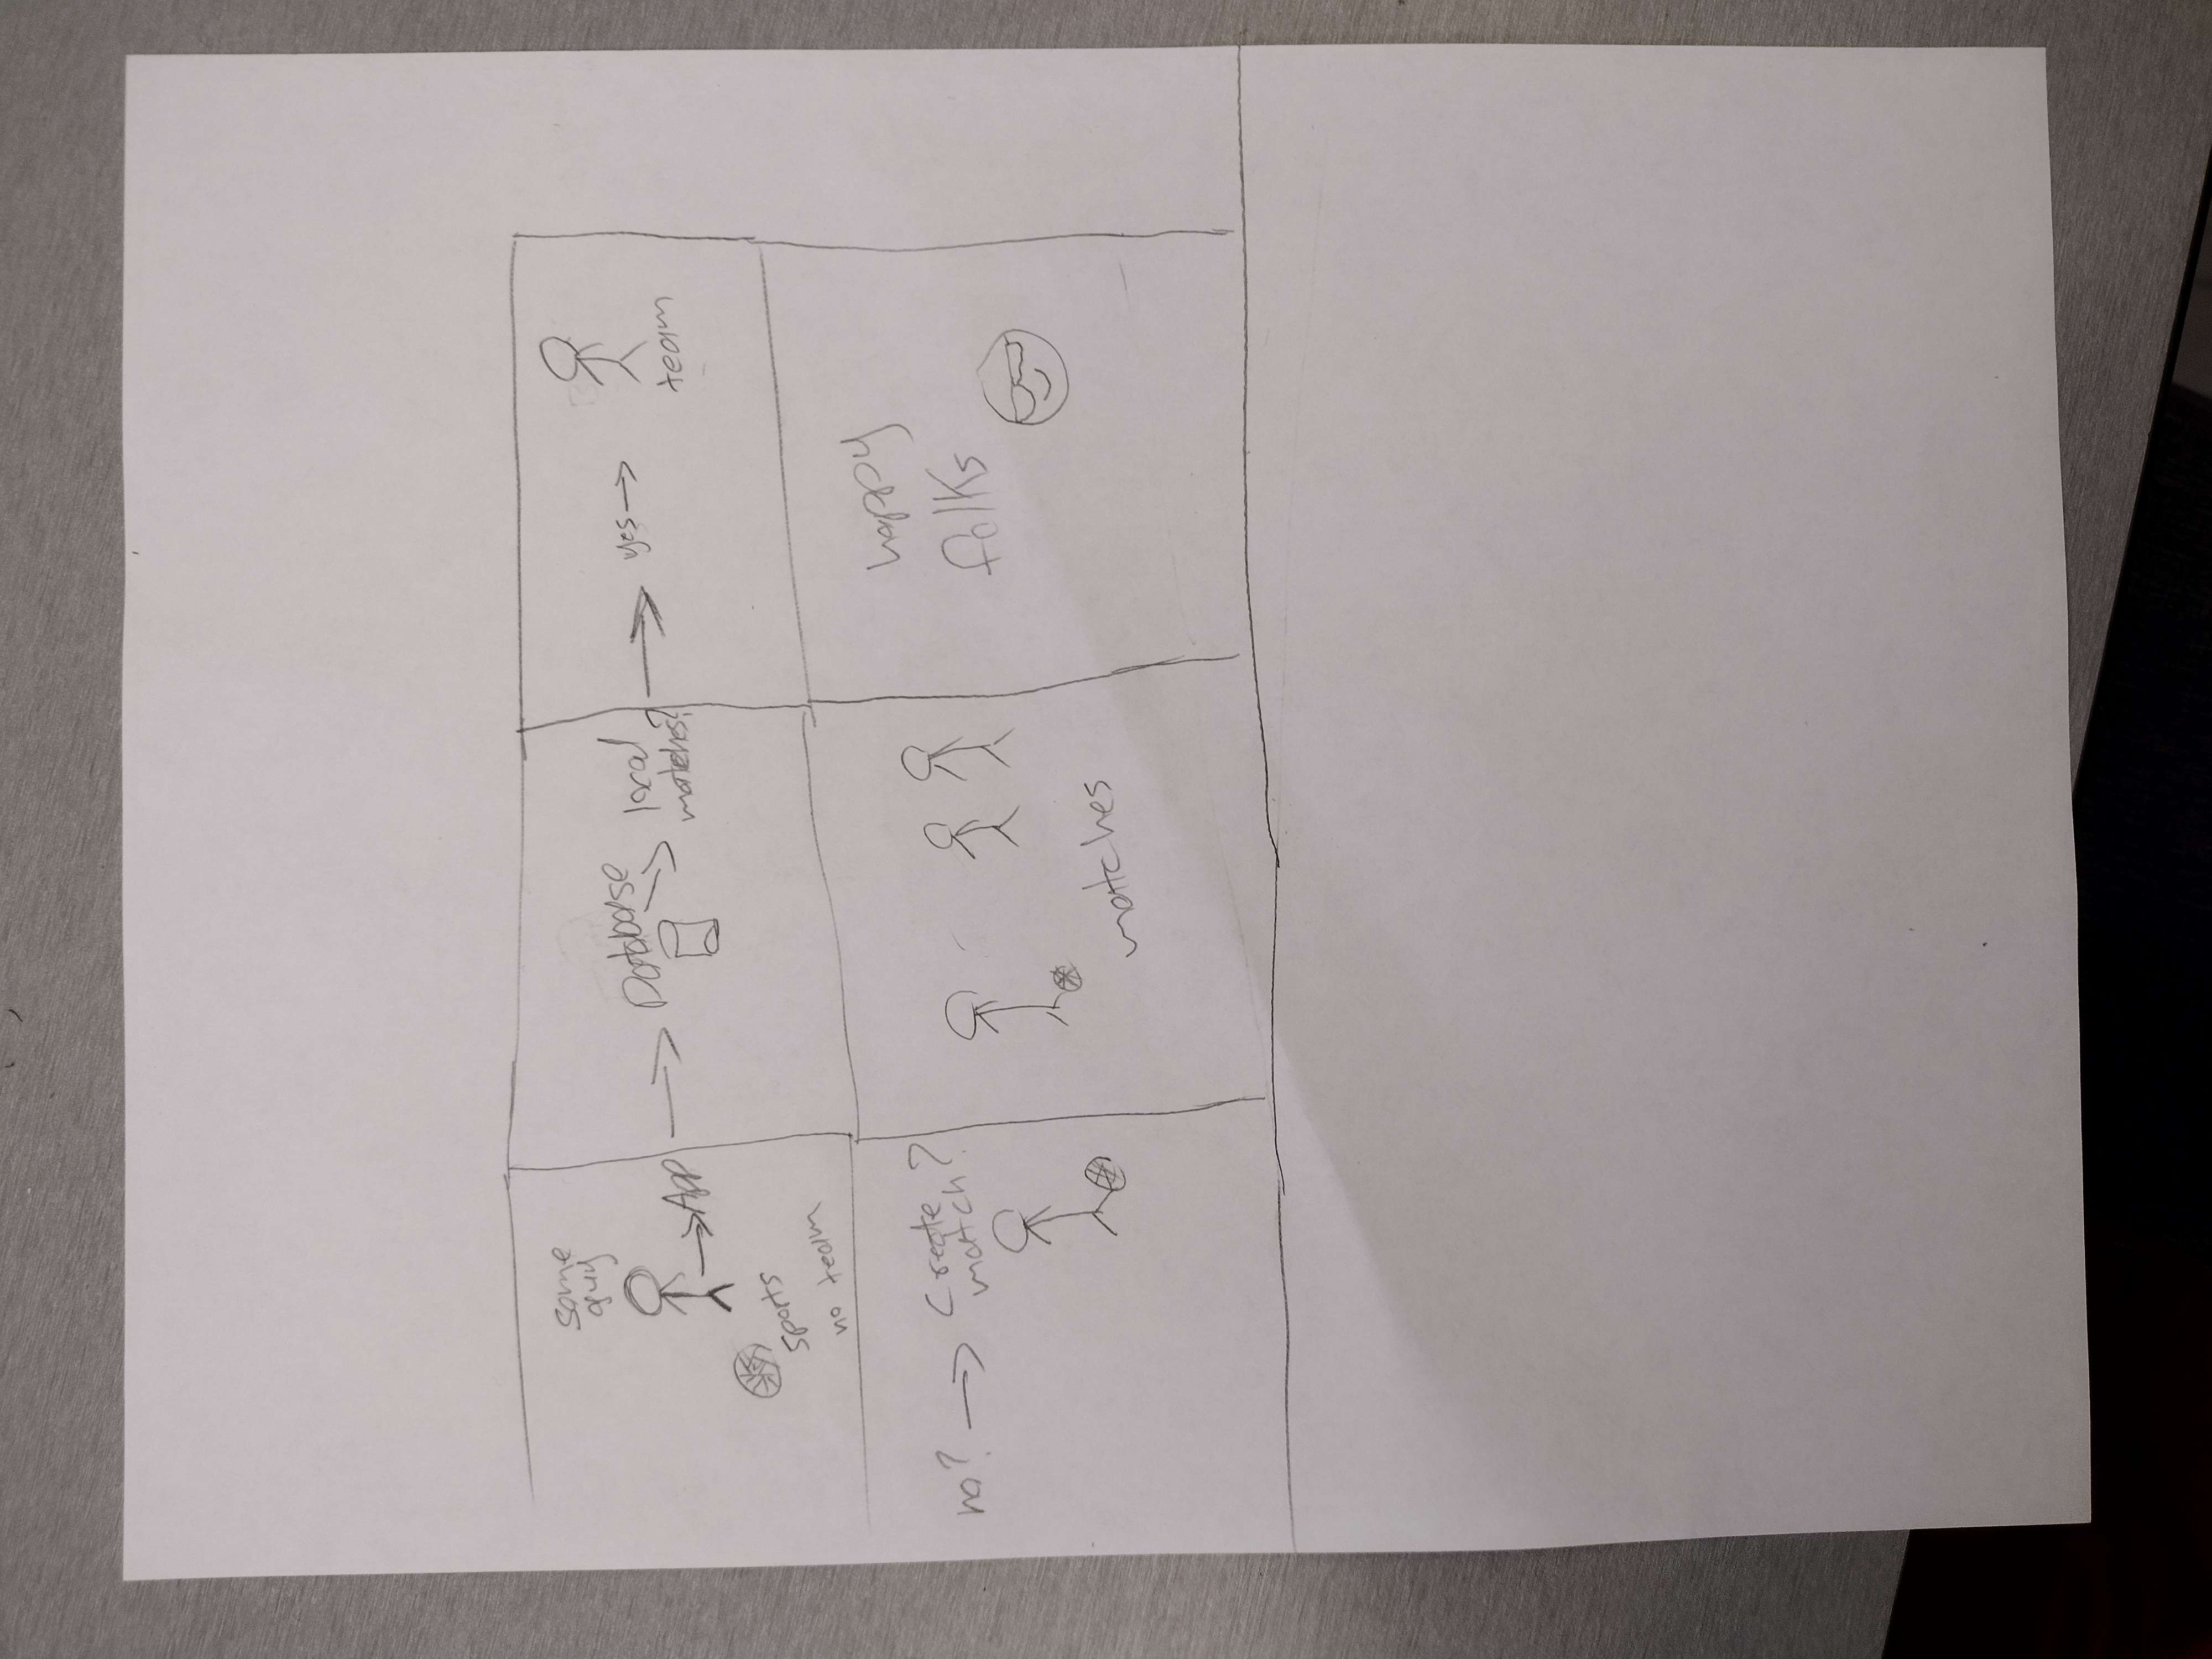 Some
guy
App
sports
no team
Database
local
matches?
yes
team
no?
Create
match?
matches
happy
folks